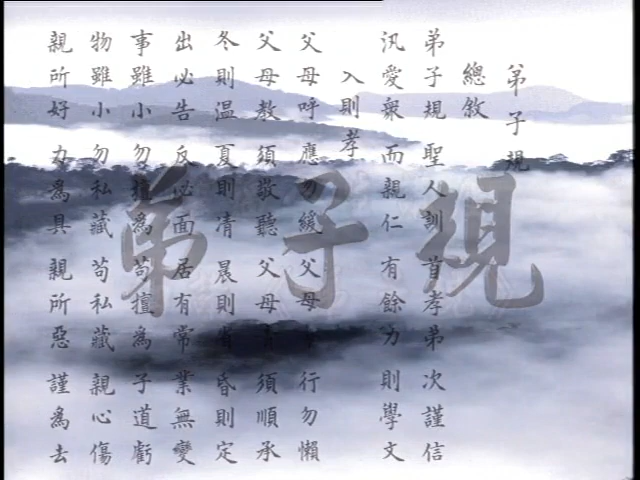 弟子規
總敘
弟子規 聖人訓 首孝弟 次謹信
汎愛衆 而親仁 有餘力 則學文
入則孝
父母呼 應勿緩 父母 行勿懶
父母教 須敬聽 父母 須順承
冬則温 夏則凊 晨則省 昏則定
出必告 反必面 居有常 業無變
事雖小 勿擅為 苟擅為 子道虧
物雖小 勿私藏 苟私藏 親心傷
親所好 力為具 親所惡 謹為去
弟子規